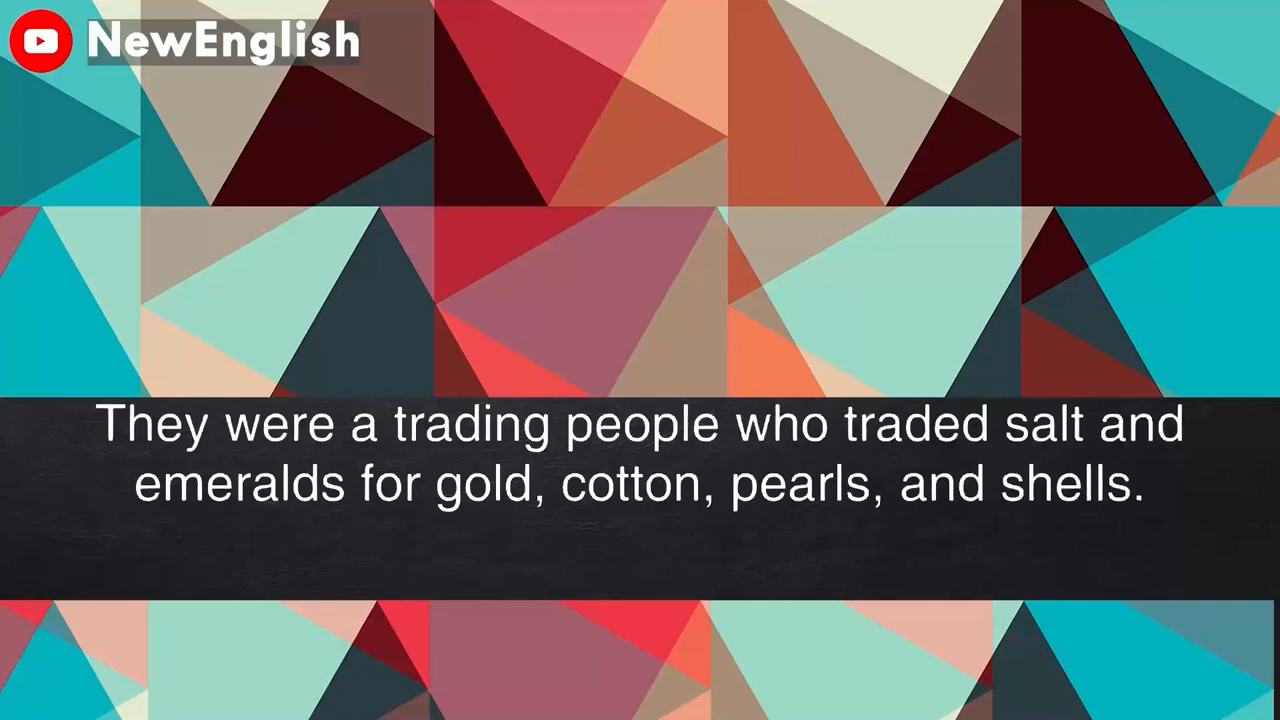 NewEnglish
They were a trading people who traded salt and
emeralds for gold, cotton, pearls, and shells.